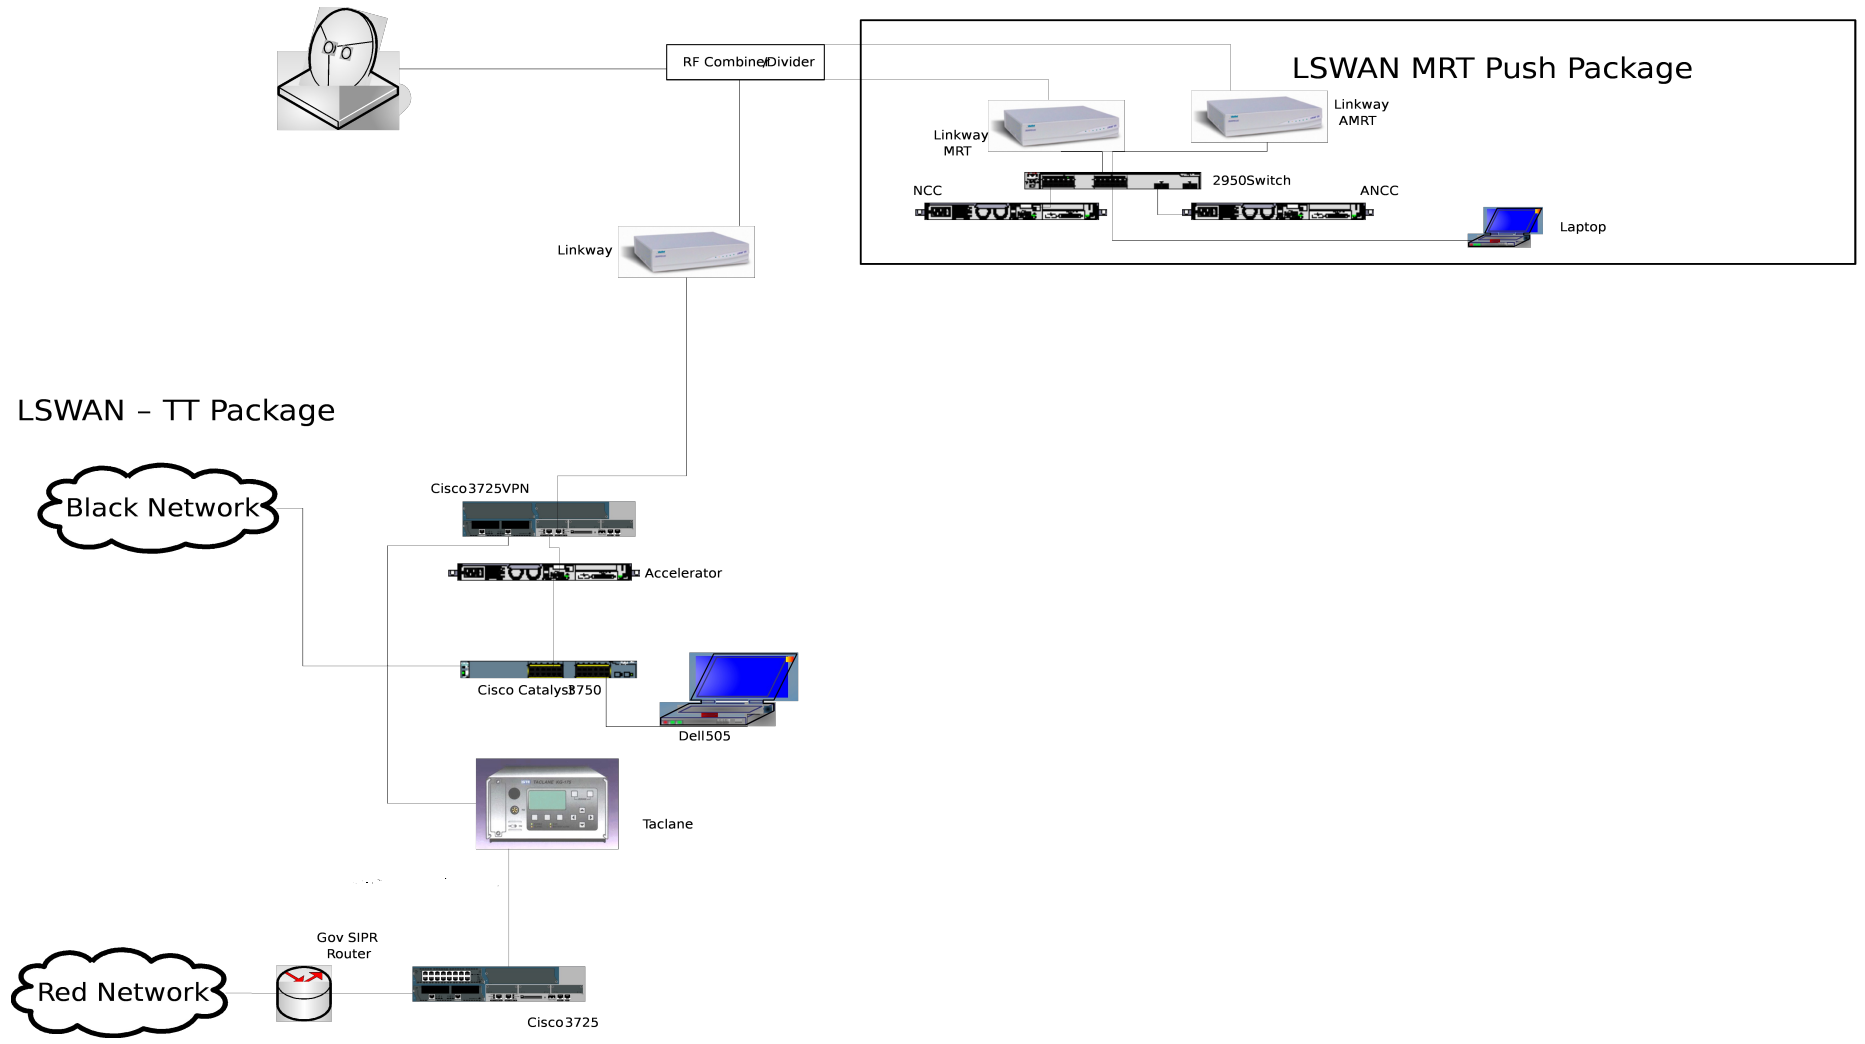 RF Combiner/Divider
LSWAN MRT Push Package
Linkway
AMRT
Linkway
MRT
2950Switch
NCC
ANCC
Laptop
Linkway
LSWAN – TT Package
Cisco3725VPN
Black Network
Accelerator
Cisco Catalyst3750
Dell505
Taclane
Gov SIPR
Router
Red Network
Cisco3725